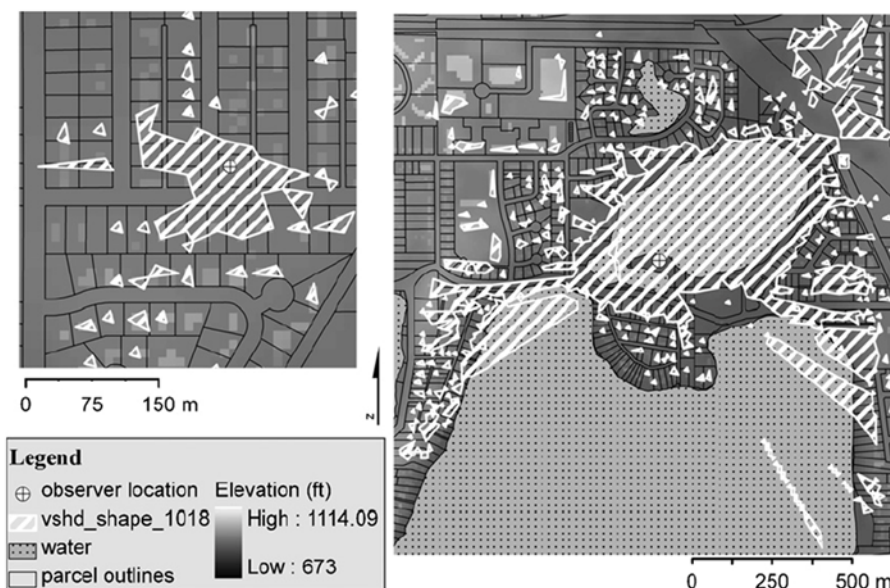 0 75 150 m
N
Legend
observer location
vshd_shape_1018
water
parcel outlines
Elevation (ft)
High : 1114.09
Low : 673
0 250 500 m